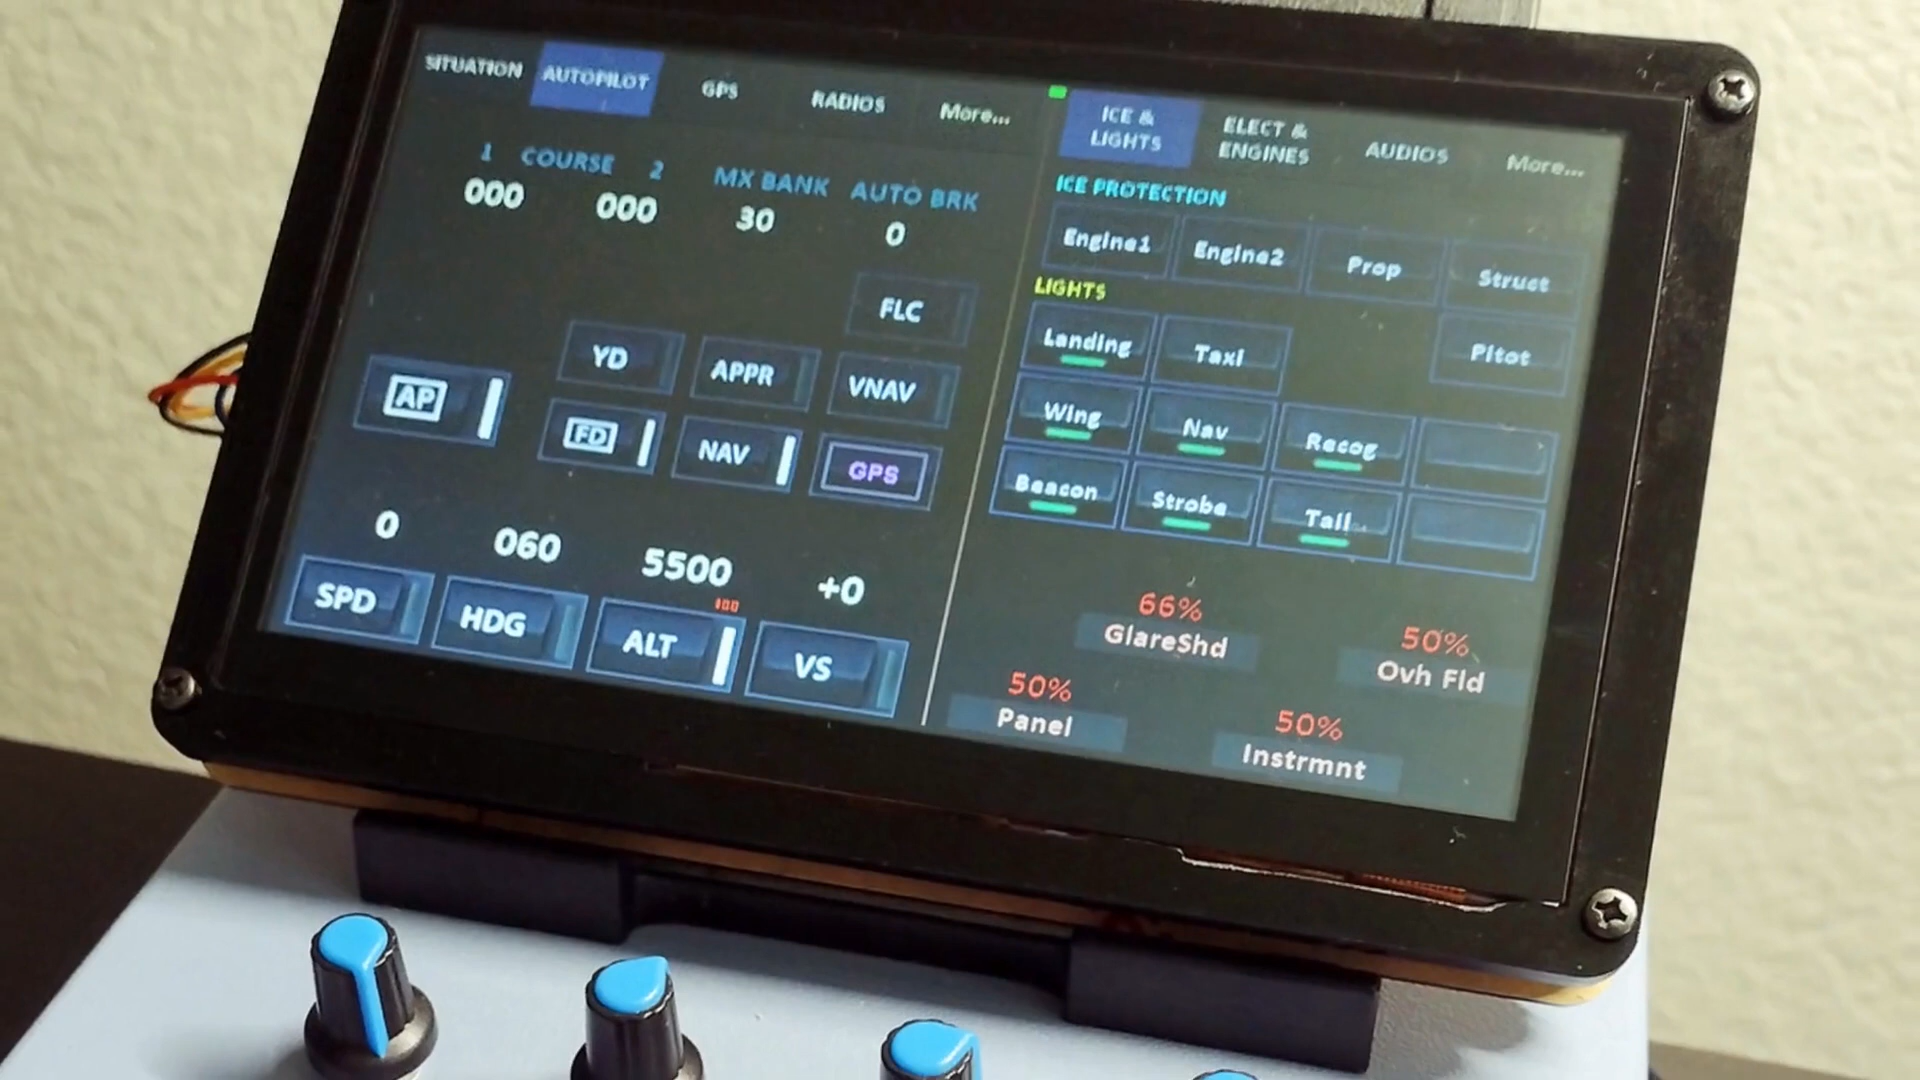 SITUATION AUTOPILOT GPS RADIOS More...
1 COURSE 2 MX BANK AUTO BRK
000 000 30 0
FLC
YD APPR VNAV
AP FD NAV GPS
0 060 5500 +0
100
SPD HDG ALT VS
ICE & LIGHTS ELECT & ENGINES AUDIOS More...
ICE PROTECTION
Engine1 Engine2 Prop Struct
LIGHTS
Landing Taxi Pitot
Wing Nav Recog
Beacon Strobe Tail
66% 50%
GlareShd Ovh Fld
50% 50%
Panel Instrmnt